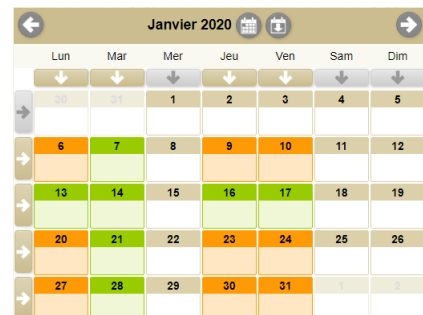 Janvier 2020
Lun Mar Mer Jeu Ven Sam Dim
30 31 1 2 3 4 5
6 7 8 9 10 11 12
13 14 15 16 17 18 19
20 21 22 23 24 25 26
27 28 29 30 31 1 2